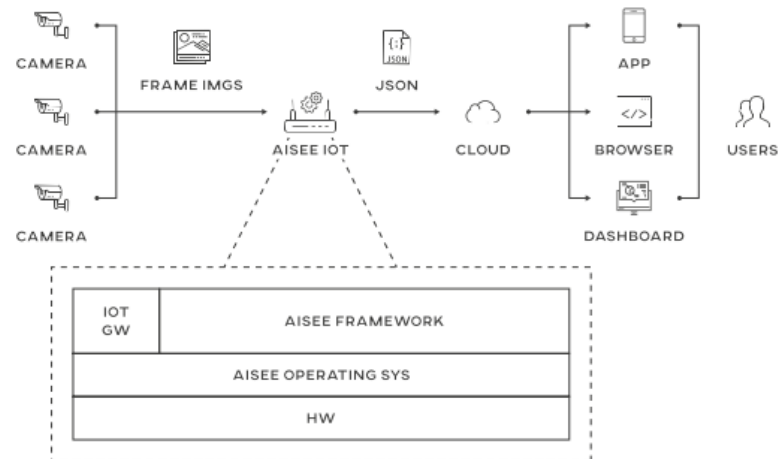 CAMERA
FRAME IMGS
{:}
JSON
JSON
APP
CAMERA
AISEE IOT
CLOUD
</>
BROWSER
USERS
CAMERA
DASHBOARD
IOT
GW
AISEE FRAMEWORK
AISEE OPERATING SYS
HW